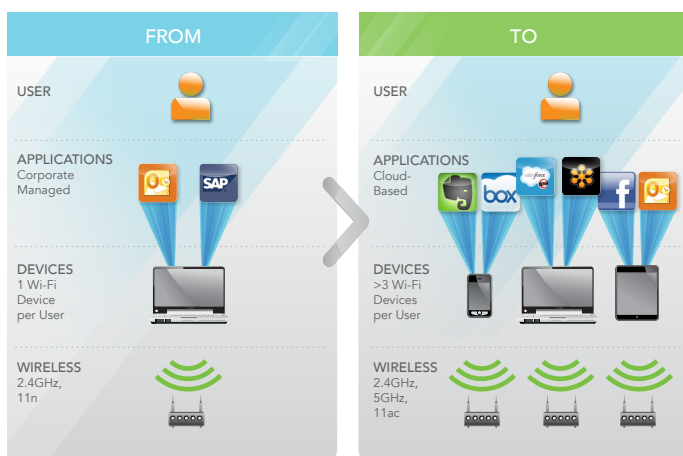 FROM
USER
APPLICATIONS
Corporate
Managed
SAP
DEVICES
1 Wi-Fi
Device
per User
WIRELESS
2.4GHz,
11n
TO
USER
APPLICATIONS
Cloud-
Based
box
salesforce
f
DEVICES
>3 Wi-Fi
Devices
per User
WIRELESS
2.4GHz,
5GHz,
11ac